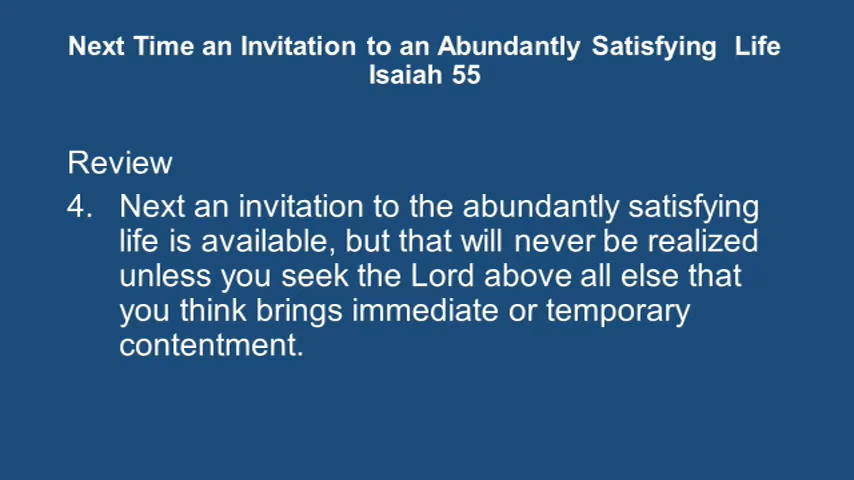 Next Time an Invitation to an Abundantly Satisfying Life
Isaiah 55
Review
4. Next an invitation to the abundantly satisfying
life is available, but that will never be realized
unless you seek the Lord above all else that
you think brings immediate or temporary
contentment.